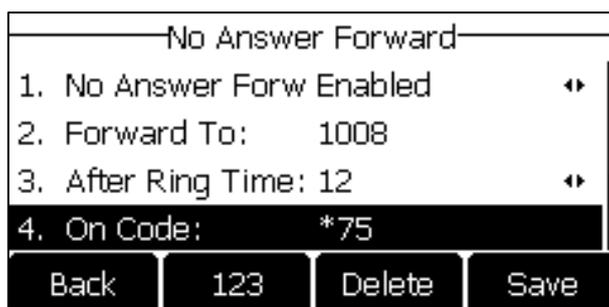 No Answer Forward
1. No Answer Forw Enabled
2. Forward To: 1008
3. After Ring Time: 12
4. On Code: *75
Back 123 Delete Save